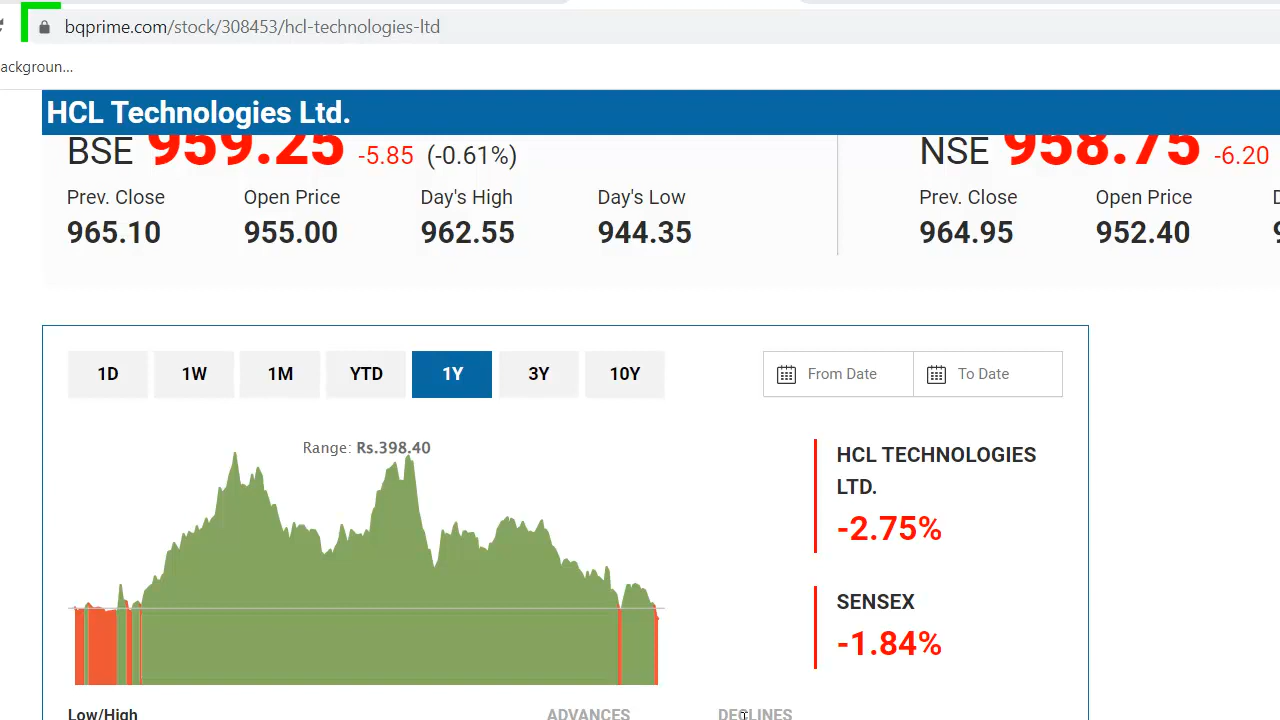 bqprime.com/stock/308453/hcl-technologies-ltd
ackgroun...
HCL Technologies Ltd.
BSE 959.25 -5.85 (-0.61%)
NSE 958.75 -6.20
Prev. Close Open Price Day's High Day's Low
965.10 955.00 962.55 944.35
Prev. Close Open Price
964.95 952.40
1D 1W 1M YTD 1Y 3Y 10Y
From Date To Date
Range: Rs.398.40
HCL TECHNOLOGIES
LTD.
-2.75%
SENSEX
-1.84%
Low/High ADVANCES DECLINES